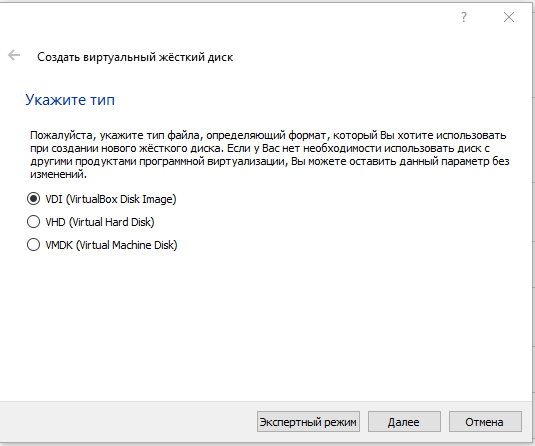 ?
Создать виртуальный жёсткий диск
Укажите тип
Пожалуйста, укажите тип файла, определяющий формат, который Вы хотите использовать
при создании нового жёсткого диска. Если у Вас нет необходимости использовать диск с
другими продуктами программной виртуализации, Вы можете оставить данный параметр без
изменений.
VDI (VirtualBox Disk Image)
VHD (Virtual Hard Disk)
VMDK (Virtual Machine Disk)
Экспертный режим Далее Отмена